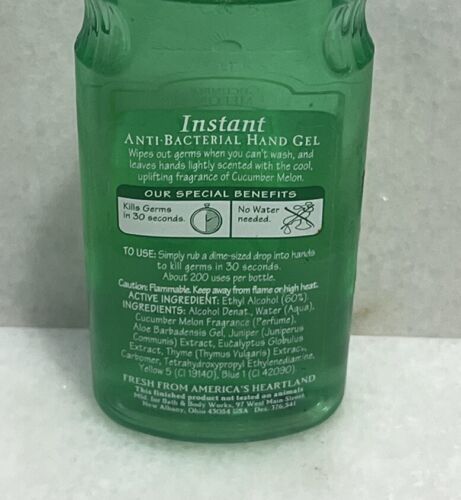 Instant
ANTI-BACTERIAL HAND GEL
Wipes out germs when you can't wash, and
leaves hands lightly scented with the cool,
uplifting fragrance of Cucumber Melon.
OUR SPECIAL BENEFITS
Kills Germs
in 30 seconds.
No Water
needed.
TO USE: Simply rub a dime-sized drop into hands
to kill germs in 30 seconds.
About 200 uses per bottle.
Caution: Flammable. Keep away from flame or high heat.
ACTIVE INGREDIENT: Ethyl Alcohol (60%).
INGREDIENTS: Alcohol Denat., Water (Aqua),
Cucumber Melon Fragrance (Perfume),
Aloe Barbadensis Gel, Juniper (Juniperus
Communis) Extract, Eucalyptus Globulus
Extract, Thyme (Thymus Vulgaris) Extract,
Carbomer, Tetrahydroxypropyl Ethylenediamine,
Yellow 5 (CI 19140), Blue 1 (CI 42090).
FRESH FROM AMERICA'S HEARTLAND
This finished product not tested on animals
Mfd. for Bath & Body Works, 97 West Main Street
New Albany, Ohio 43054 USA Des. 376,541